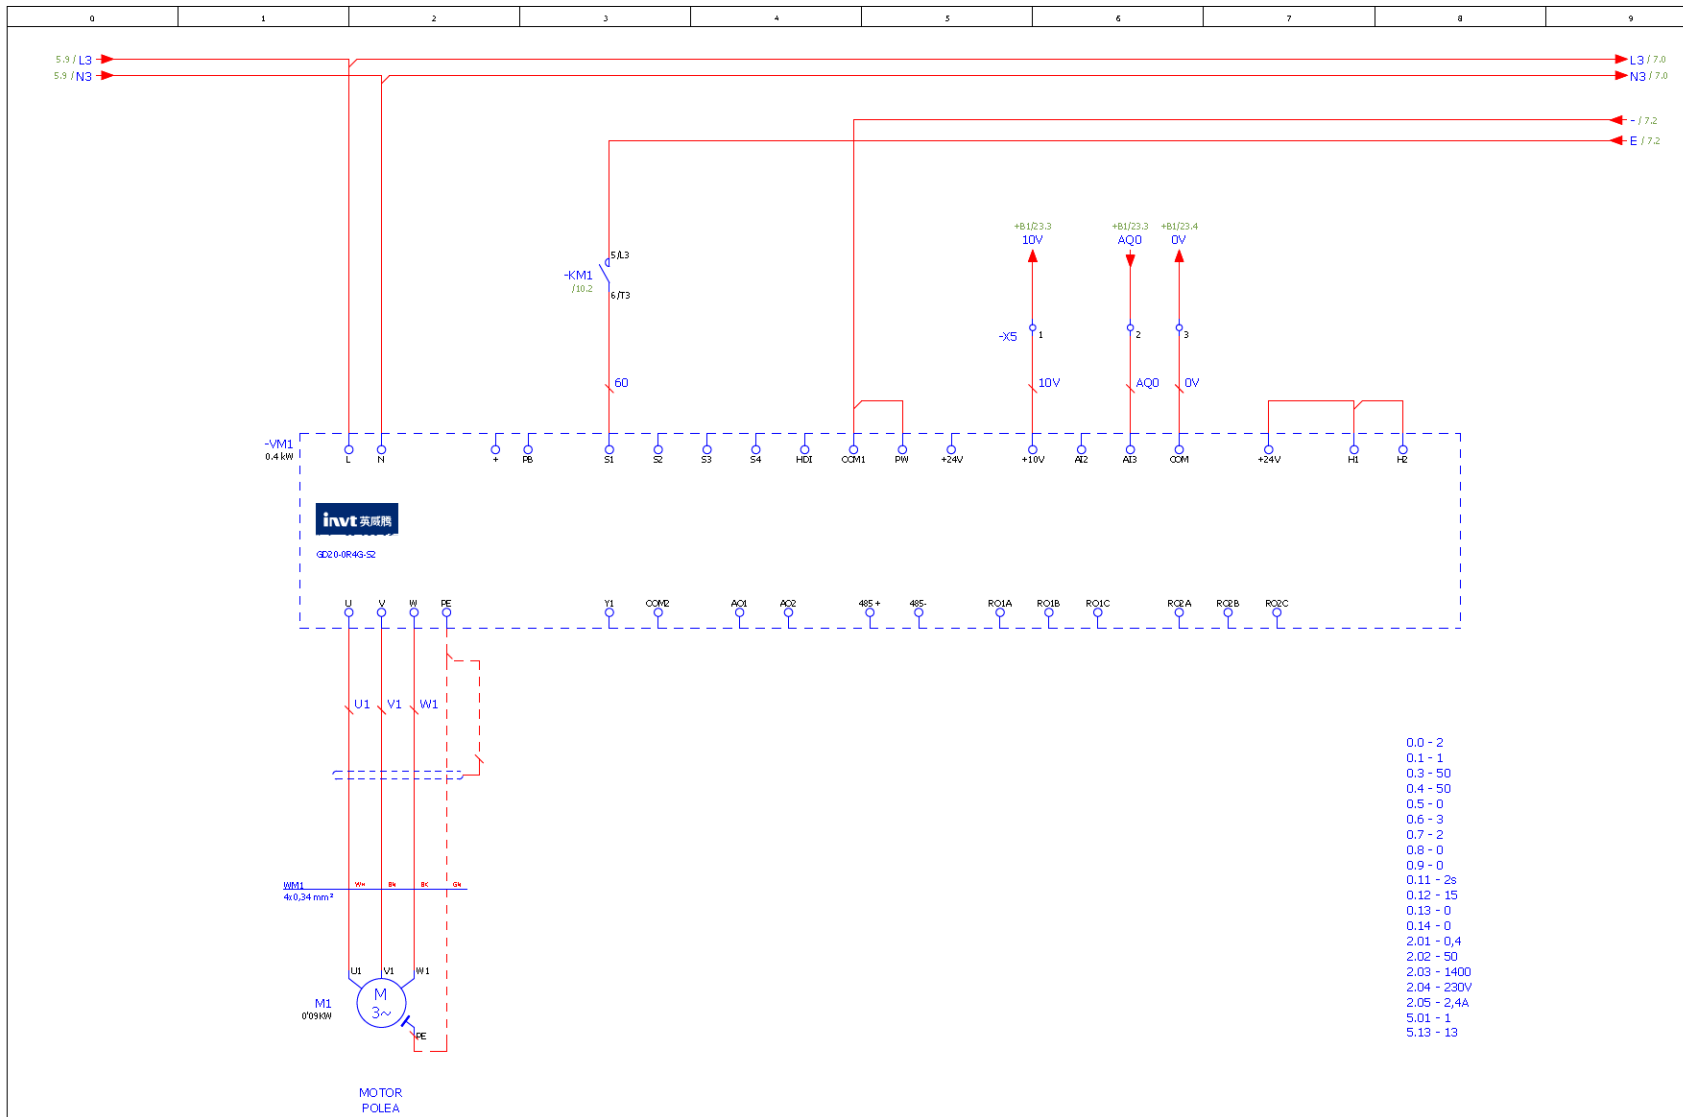 0 1 2 3 4 5 6 7 8 9
5.9 / L3
L3 / 7.0
5.9 / N3
N3 / 7.0
- / 7.2
E / 7.2
+B1/23.3 +B1/23.3 +B1/23.4
10V AQ0 0V
5/L3
-KM1
/10.2
6/T3
-X5 1 2 3
60 10V AQ0 0V
-VM1
0.4 kW
L N + PB S1 S2 S3 S4 HDI COM1 PW +24V +10V AI2 AI3 COM +24V H1 H2
invt 英威腾
GD20-0R4G-S2
U V W PE Y1 COM2 AO1 AO2 485+ 485- RO1A RO1B RO1C RO2A RO2B RO2C
U1 V1 W1
WM1
4x0,34 mm²
U1 V1 W1
M
3~
M1
0'09KW
PE
MOTOR
POLEA
0.0 - 2
0.1 - 1
0.3 - 50
0.4 - 50
0.5 - 0
0.6 - 3
0.7 - 2
0.8 - 0
0.9 - 0
0.11 - 2s
0.12 - 15
0.13 - 0
0.14 - 0
2.01 - 0,4
2.02 - 50
2.03 - 1400
2.04 - 230V
2.05 - 2,4A
5.01 - 1
5.13 - 13